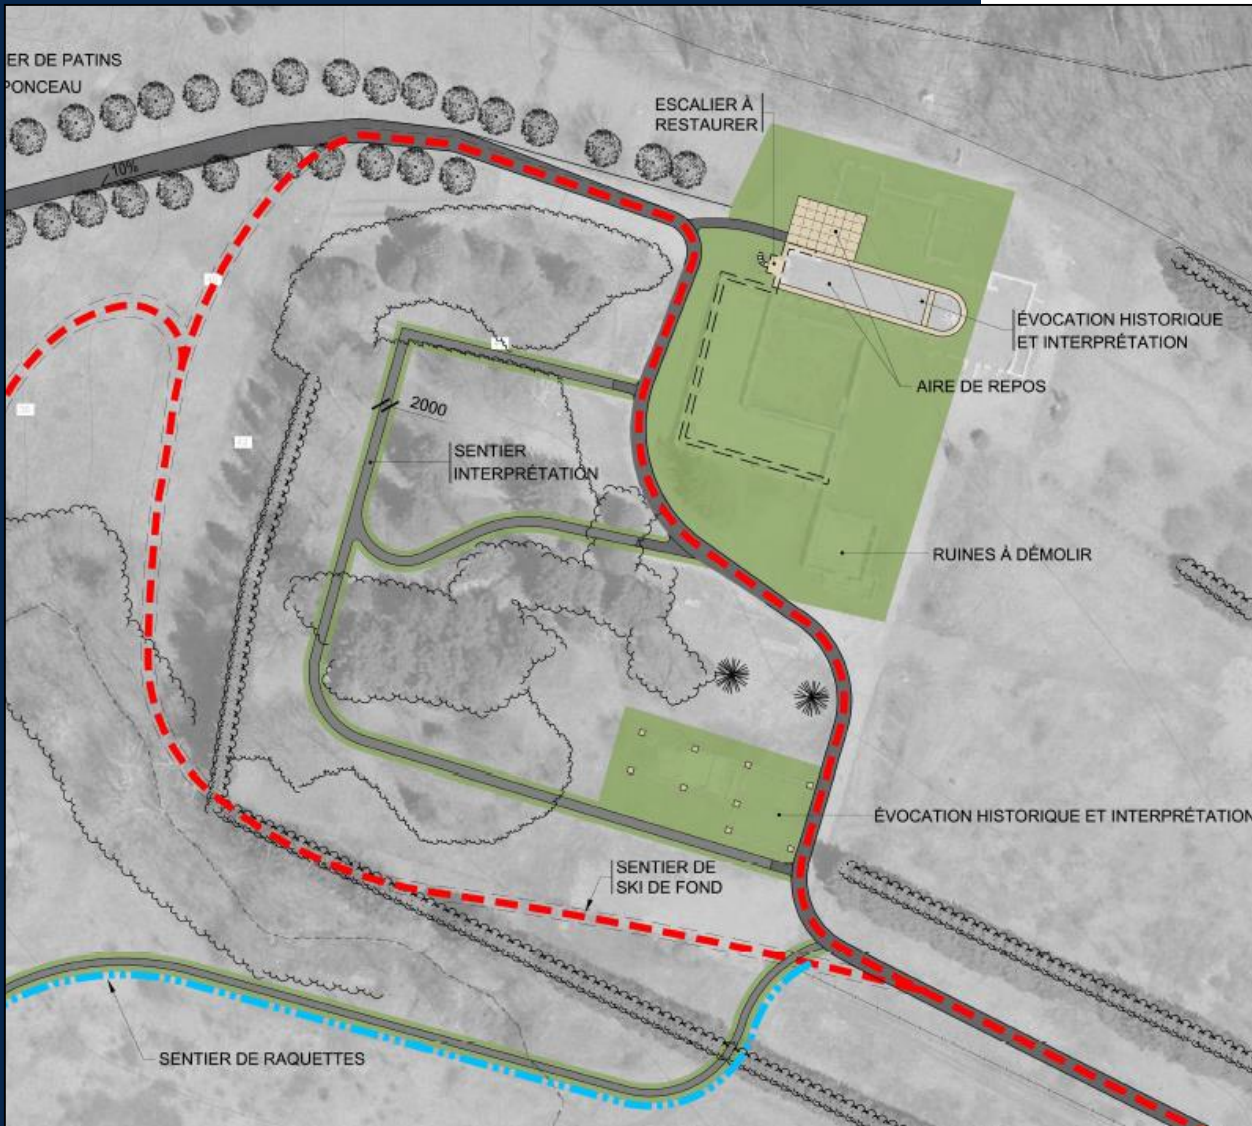 ER DE PATINS
PONCEAU
10%
ESCALIER À
RESTAURER
ÉVOCATION HISTORIQUE
ET INTERPRÉTATION
AIRE DE REPOS
2000
SENTIER
INTERPRÉTATION
RUINES À DÉMOLIR
ÉVOCATION HISTORIQUE ET INTERPRÉTATION
SENTIER DE
SKI DE FOND
SENTIER DE RAQUETTES